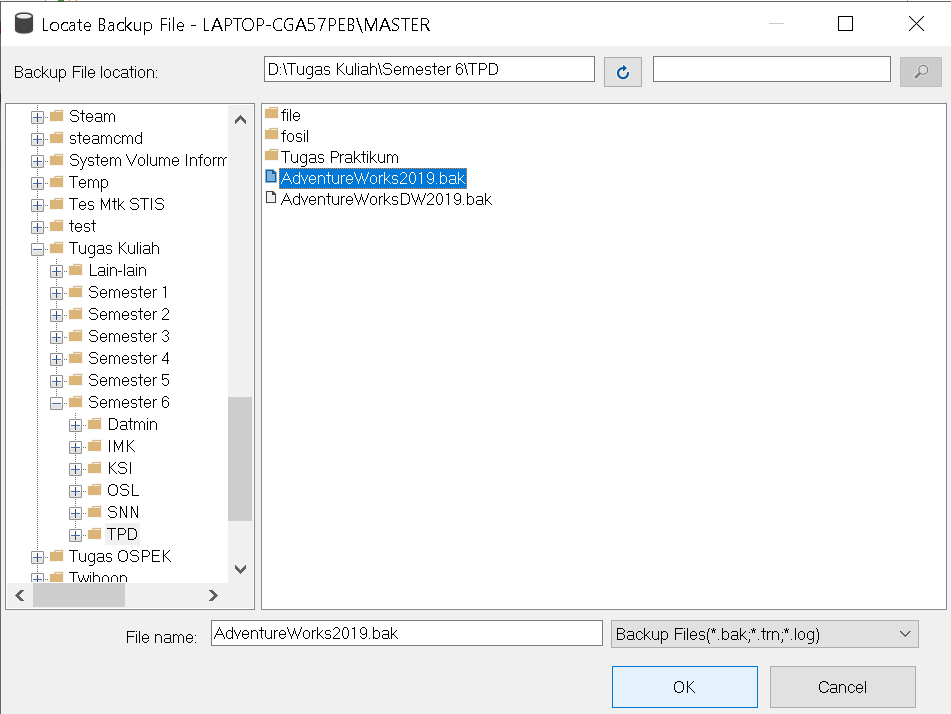 Locate Backup File - LAPTOP-CGA57PEB\MASTER
Backup File location:
D:\Tugas Kuliah\Semester 6\TPD
Steam
steamcmd
System Volume Inform
Temp
Tes Mtk STIS
test
Tugas Kuliah
Lain-lain
Semester 1
Semester 2
Semester 3
Semester 4
Semester 5
Semester 6
Datmin
IMK
KSI
OSL
SNN
TPD
Tugas OSPEK
Twibbon
file
fosil
Tugas Praktikum
AdventureWorks2019.bak
AdventureWorksDW2019.bak
File name:
AdventureWorks2019.bak
Backup Files(*.bak;*.trn;*.log)
OK
Cancel